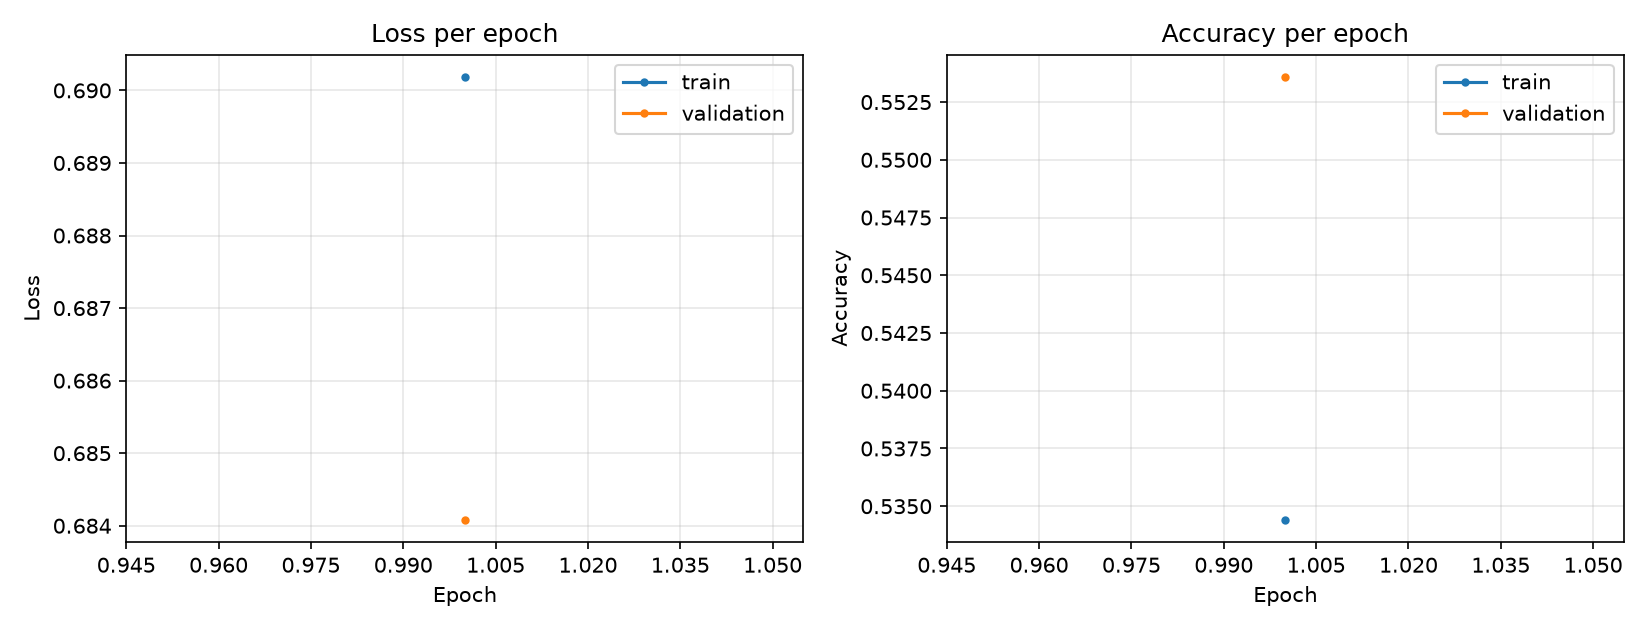 Loss per epoch
train
validation
0.690
0.689
0.688
0.687
0.686
0.685
0.684
Loss
0.945 0.960 0.975 0.990 1.005 1.020 1.035 1.050
Epoch
Accuracy per epoch
train
validation
0.5525
0.5500
0.5475
0.5450
0.5425
0.5400
0.5375
0.5350
Accuracy
0.945 0.960 0.975 0.990 1.005 1.020 1.035 1.050
Epoch